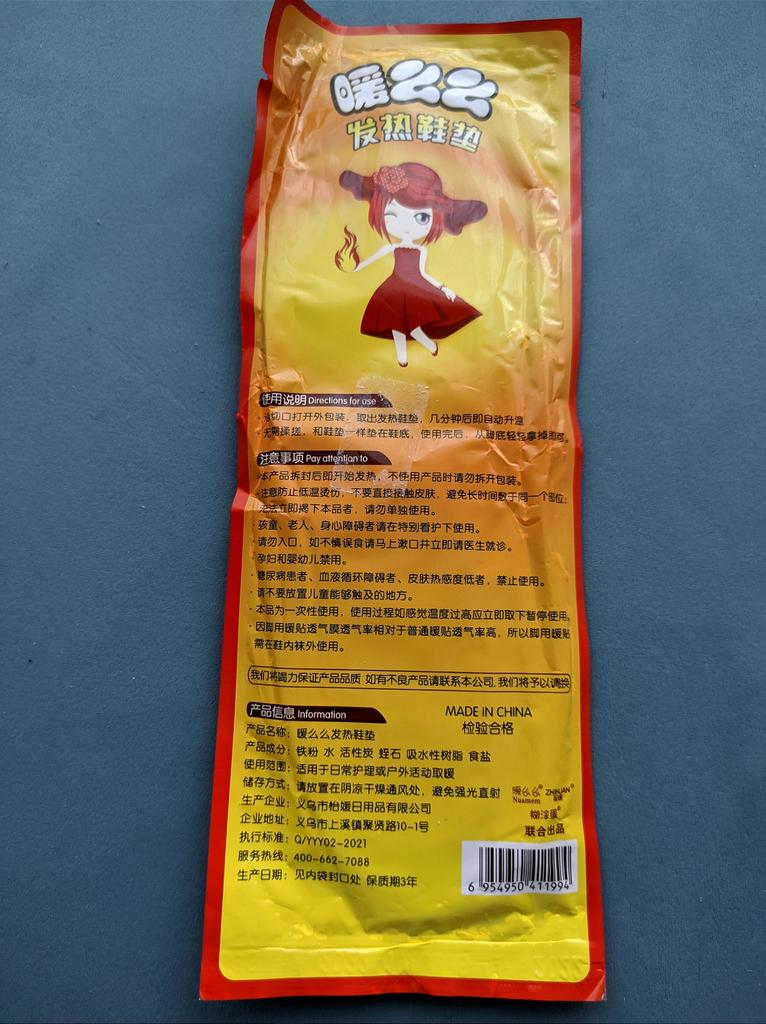 暖么么
发热鞋垫
使用说明 Directions for use
切口打开外包装，取出发热鞋垫，几分钟后即自动升温
·无需揉搓，和鞋垫一样垫在鞋底，使用完后，从脚底轻轻拿掉即可。
注意事项 Pay attention to
·本产品拆封后即开始发热，不使用产品时请勿拆开包装。
·注意防止低温烫伤，不要直接接触皮肤，避免长时间敷于同一个部位；
无法立即揭下本品者，请勿单独使用。
·孩童、老人、身心障碍者请在特别看护下使用。
·请勿入口，如不慎误食请马上漱口并立即请医生就诊。
·孕妇和婴幼儿禁用。
·糖尿病患者、血液循环障碍者、皮肤热感度低者，禁止使用。
·请不要放置儿童能够触及的地方。
·本品为一次性使用，使用过程如感觉温度过高应立即取下暂停使用。
·因脚用暖贴透气膜透气率相对于普通暖贴透气率高，所以脚用暖贴
需在鞋内袜外使用。
我们将竭力保证产品品质 如有不良产品请联系本公司, 我们将予以调换
产品信息 Information
MADE IN CHINA
检验合格
产品名称：暖么么发热鞋垫
产品成分：铁粉 水 活性炭 蛭石 吸水性树脂 食盐
使用范围：适用于日常护理或户外活动取暖
储存方式：请放置在阴凉干燥通风处，避免强光直射
生产企业：义乌市怡媛日用品有限公司
企业地址：义乌市上溪镇聚贤路10-1号
执行标准：Q/YYY02-2021
服务热线：400-662-7088
生产日期：见内袋封口处 保质期3年
暖么么® ZHINJAN®
Nuamem
糊涂蛋®
联合出品
6 954950 411994